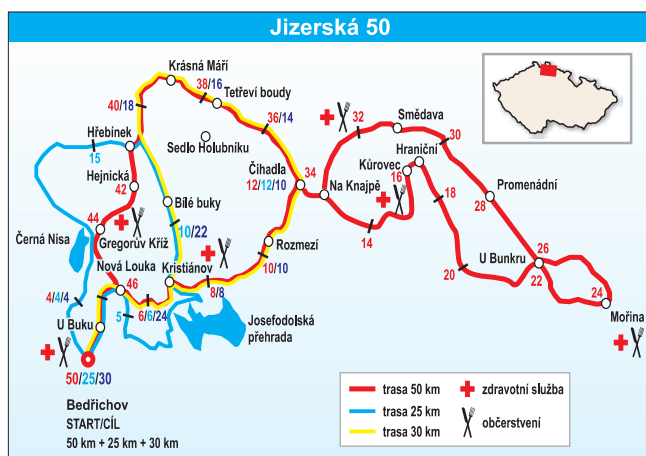 Jizerská 50
Krásná Máří
38/16
Tetřeví boudy
40/18
36/14
32
Smědava
30
Hřebínek
15
Sedlo Holubníku
Hraniční
Kůrovec
16
Čihadla
34
12/12/10
Na Knajpě
Hejnická
42
18
Promenádní
28
Bílé buky
44
10/22
14
Gregorův Kříž
Černá Nisa
Rozmezí
10/10
26
U Bunkru
22
20
Nová Louka
46
Kristiánov
8/8
24
Mořina
4/4/4
5
6/6/24
U Buku
Josefodolská
přehrada
50/25/30
Bedřichov
START/CÍL
50 km + 25 km + 30 km
trasa 50 km
zdravotní služba
trasa 25 km
občerstvení
trasa 30 km